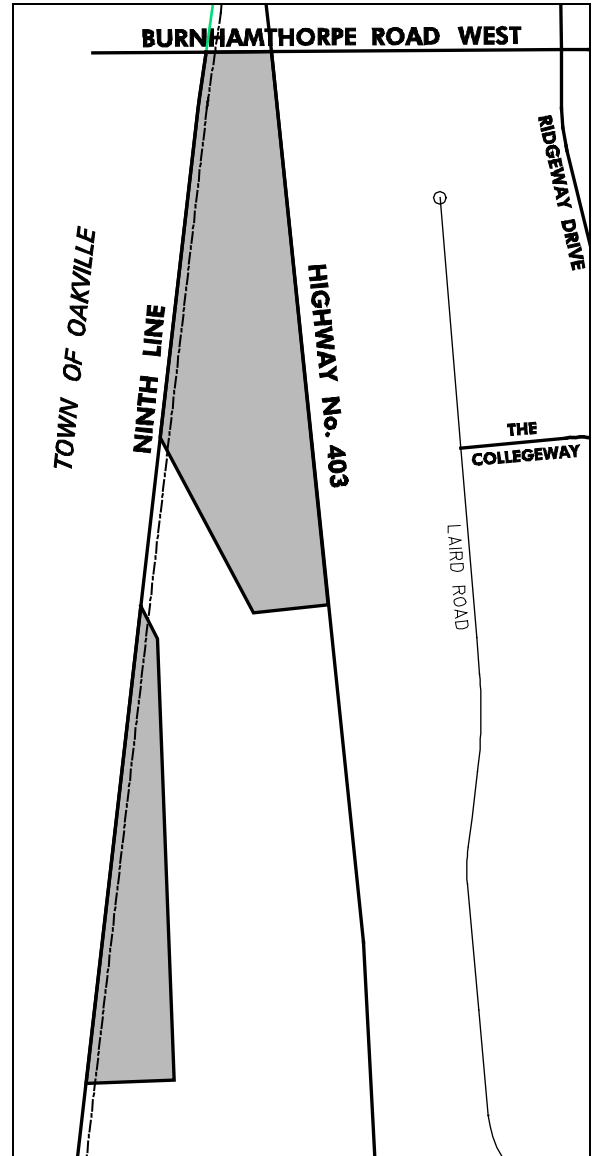 BURNHAMTHORPE ROAD WEST
RIDGEWAY DRIVE
TOWN OF OAKVILLE
NINTH LINE
HIGHWAY No. 403
THE
COLLEGEWAY
LAIRD ROAD